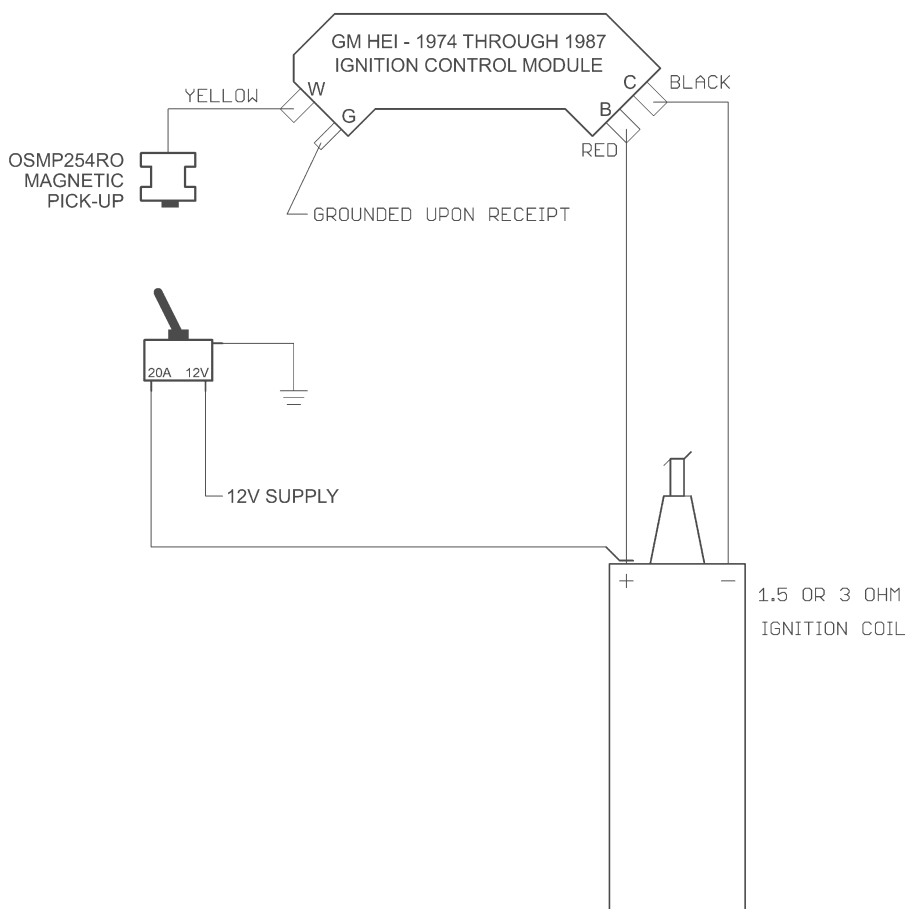 GM HEI - 1974 THROUGH 1987
IGNITION CONTROL MODULE
W
G
C
B
YELLOW
BLACK
RED
OSMP254RO
MAGNETIC
PICK-UP
GROUNDED UPON RECEIPT
20A 12V
12V SUPPLY
+ −
1.5 OR 3 OHM
IGNITION COIL